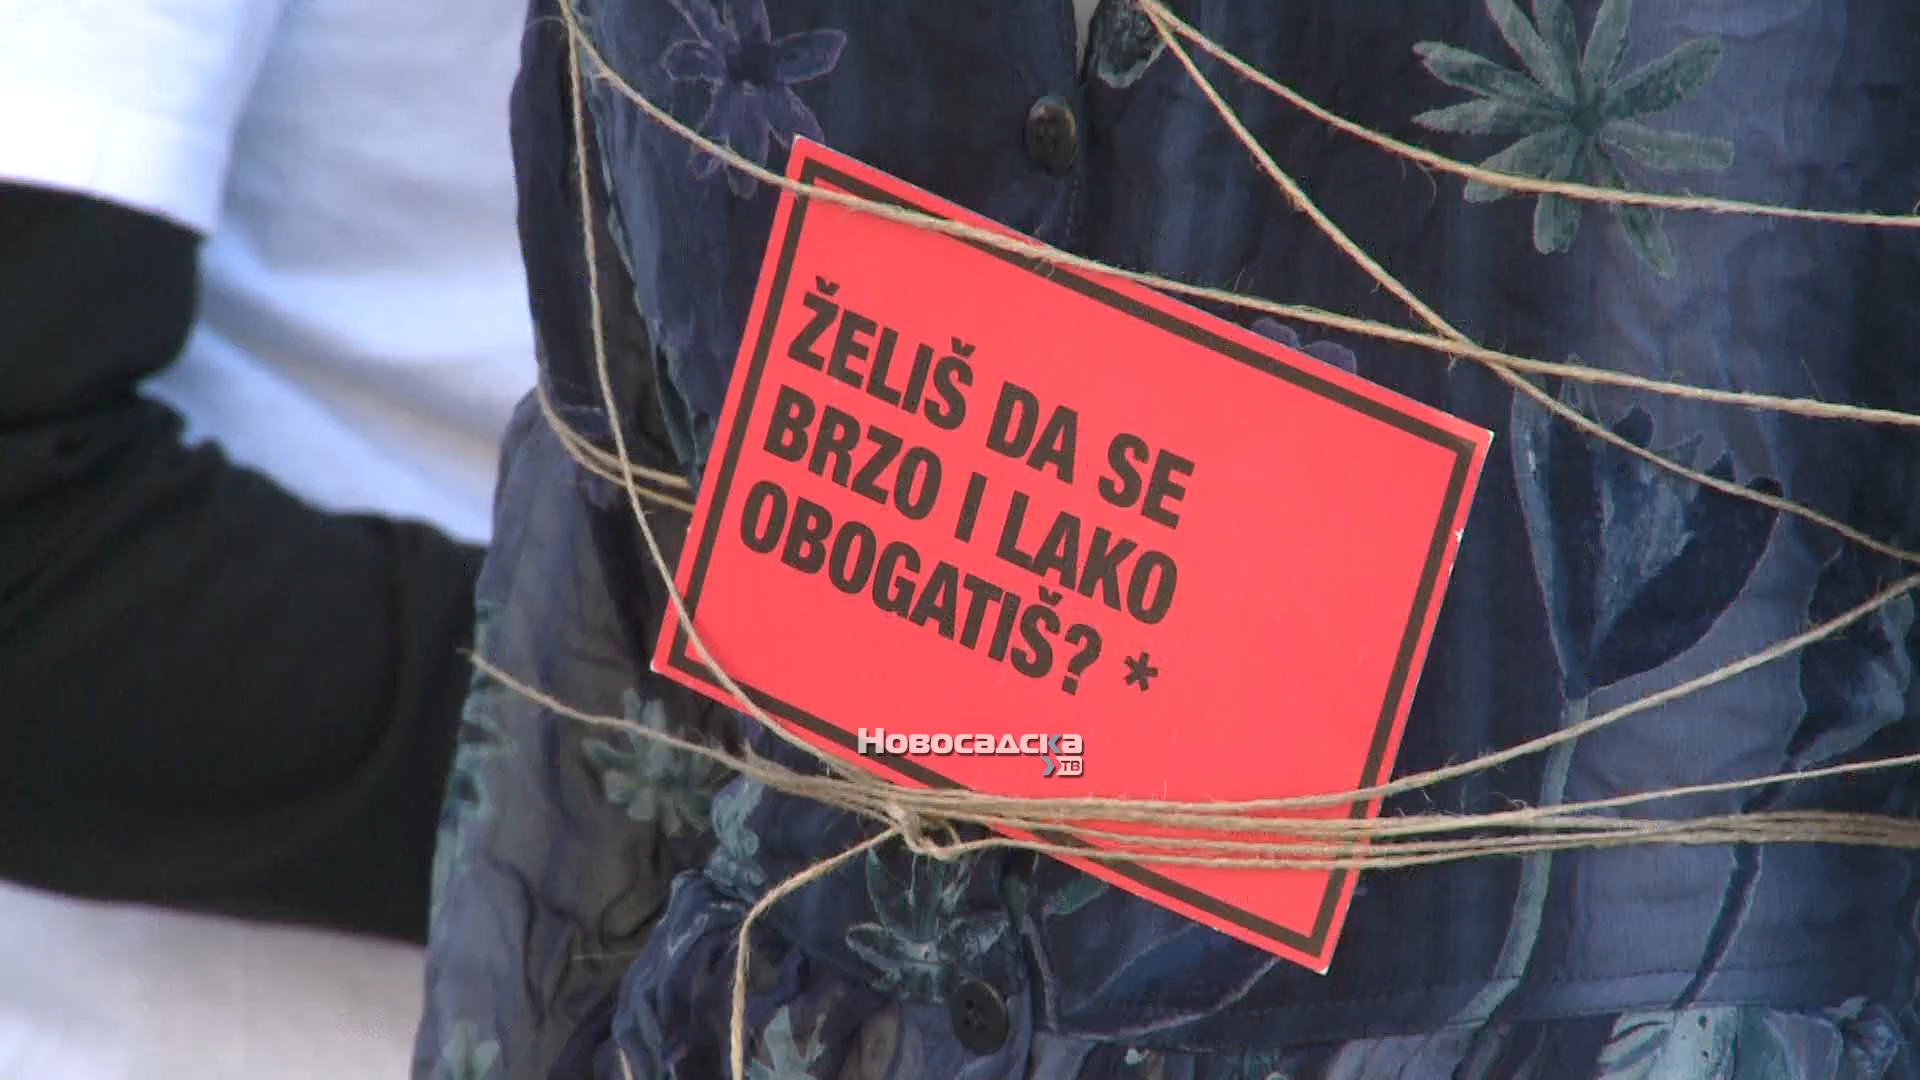 ŽELIŠ DA SE
BRZO I LAKO
OBOGATIŠ? *
НОВОСАДСКА
ТВ